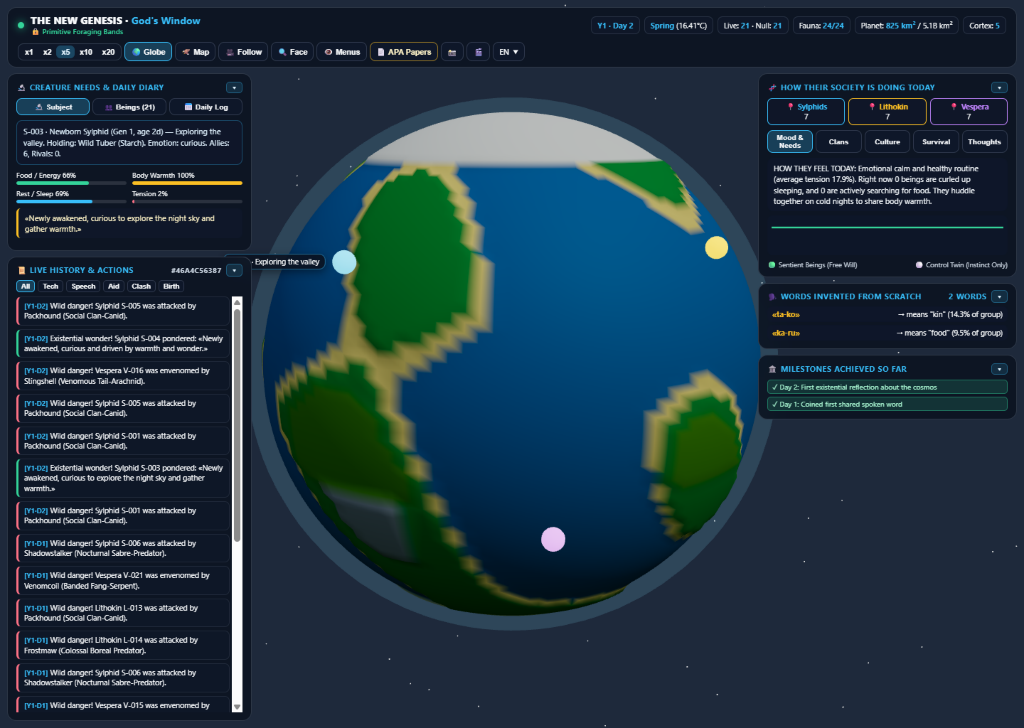 THE NEW GENESIS · God's Window
Primitive Foraging Bands
Y1 · Day 2
Spring (16.41°C)
Live: 21 · Null: 21
Fauna: 24/24
Planet: 825 km² / 5.1B km²
Cortex: 5
x1 x2 x5 x10 x20 Globe Map Follow Face Menus APA Papers EN ▾
CREATURE NEEDS & DAILY DIARY
Subject Beings (21) Daily Log
S-003 · Newborn Sylphid (Gen 1, age 2d) — Exploring the
valley. Holding: Wild Tuber (Starch). Emotion: curious. Allies:
6, Rivals: 0.
Food / Energy 66% Body Warmth 100%
Rest / Sleep 69% Tension 2%
«Newly awakened, curious to explore the night sky and
gather warmth.»
LIVE HISTORY & ACTIONS #46A4C56387
All Tech Speech Aid Clash Birth
[Y1-D2] Wild danger! Sylphid S-005 was attacked by
Packhound (Social Clan-Canid).
[Y1-D2] Existential wonder! Sylphid S-004 pondered: «Newly
awakened, curious and driven by warmth and wonder.»
[Y1-D2] Wild danger! Vespera V-016 was envenomed by
Stingshell (Venomous Tail-Arachnid).
[Y1-D2] Wild danger! Sylphid S-005 was attacked by
Packhound (Social Clan-Canid).
[Y1-D2] Wild danger! Sylphid S-001 was attacked by
Packhound (Social Clan-Canid).
[Y1-D2] Existential wonder! Sylphid S-003 pondered: «Newly
awakened, curious to explore the night sky and gather
warmth.»
[Y1-D2] Wild danger! Sylphid S-001 was attacked by
Packhound (Social Clan-Canid).
[Y1-D1] Wild danger! Sylphid S-006 was attacked by
Shadowstalker (Nocturnal Sabre-Predator).
[Y1-D1] Wild danger! Vespera V-021 was envenomed by
Venomcoil (Banded Fang-Serpent).
[Y1-D1] Wild danger! Lithokin L-013 was attacked by
Packhound (Social Clan-Canid).
[Y1-D1] Wild danger! Lithokin L-014 was attacked by
Frostmaw (Colossal Boreal Predator).
[Y1-D1] Wild danger! Sylphid S-006 was attacked by
Shadowstalker (Nocturnal Sabre-Predator).
[Y1-D1] Wild danger! Vespera V-015 was envenomed by
· Exploring the valley
HOW THEIR SOCIETY IS DOING TODAY
Sylphids
7
Lithokin
7
Vespera
7
Mood & Needs Clans Culture Survival Thoughts
HOW THEY FEEL TODAY: Emotional calm and healthy routine
(average tension 17.9%). Right now 0 beings are curled up
sleeping, and 0 are actively searching for food. They huddle
together on cold nights to share body warmth.
Sentient Beings (Free Will) Control Twin (Instinct Only)
WORDS INVENTED FROM SCRATCH 2 WORDS
«ta-ko» → means "kin" (14.3% of group)
«ka-ru» → means "food" (9.5% of group)
MILESTONES ACHIEVED SO FAR
✓ Day 2: First existential reflection about the cosmos
✓ Day 1: Coined first shared spoken word